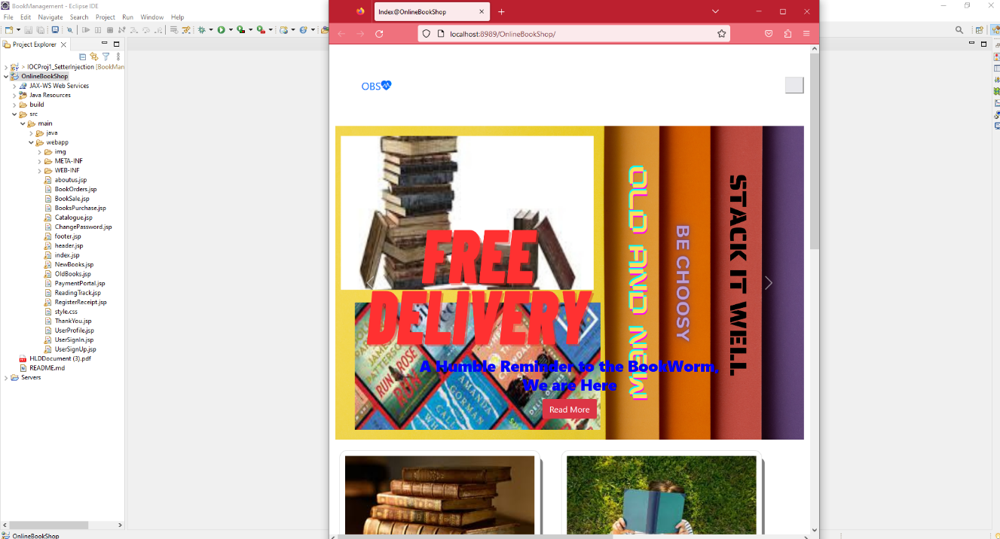 BookManagement - Eclipse IDE
File Edit Navigate Search Project Run Window Help
Project Explorer
> IOCProj1_SetterInjection [BookMan
OnlineBookShop
JAX-WS Web Services
Java Resources
build
src
main
java
webapp
img
META-INF
WEB-INF
aboutus.jsp
BookOrders.jsp
BookSale.jsp
BooksPurchase.jsp
Catalogue.jsp
ChangePassword.jsp
footer.jsp
header.jsp
index.jsp
NewBooks.jsp
OldBooks.jsp
PaymentPortal.jsp
ReadingTrack.jsp
RegisterReceipt.jsp
style.css
ThankYou.jsp
UserProfile.jsp
UserSignIn.jsp
UserSignUp.jsp
HLDDocument (3).pdf
README.md
Servers
OnlineBookShop
Index@OnlineBookShop
localhost:8989/OnlineBookShop/
OBS
FREE
DELIVERY
OLD AND NEW
BE CHOOSY
STACK IT WELL.
A Humble Reminder to the BookWorm,
We are Here
Read More
RUN
ROSE
RUN
AMANDA
GORMAN